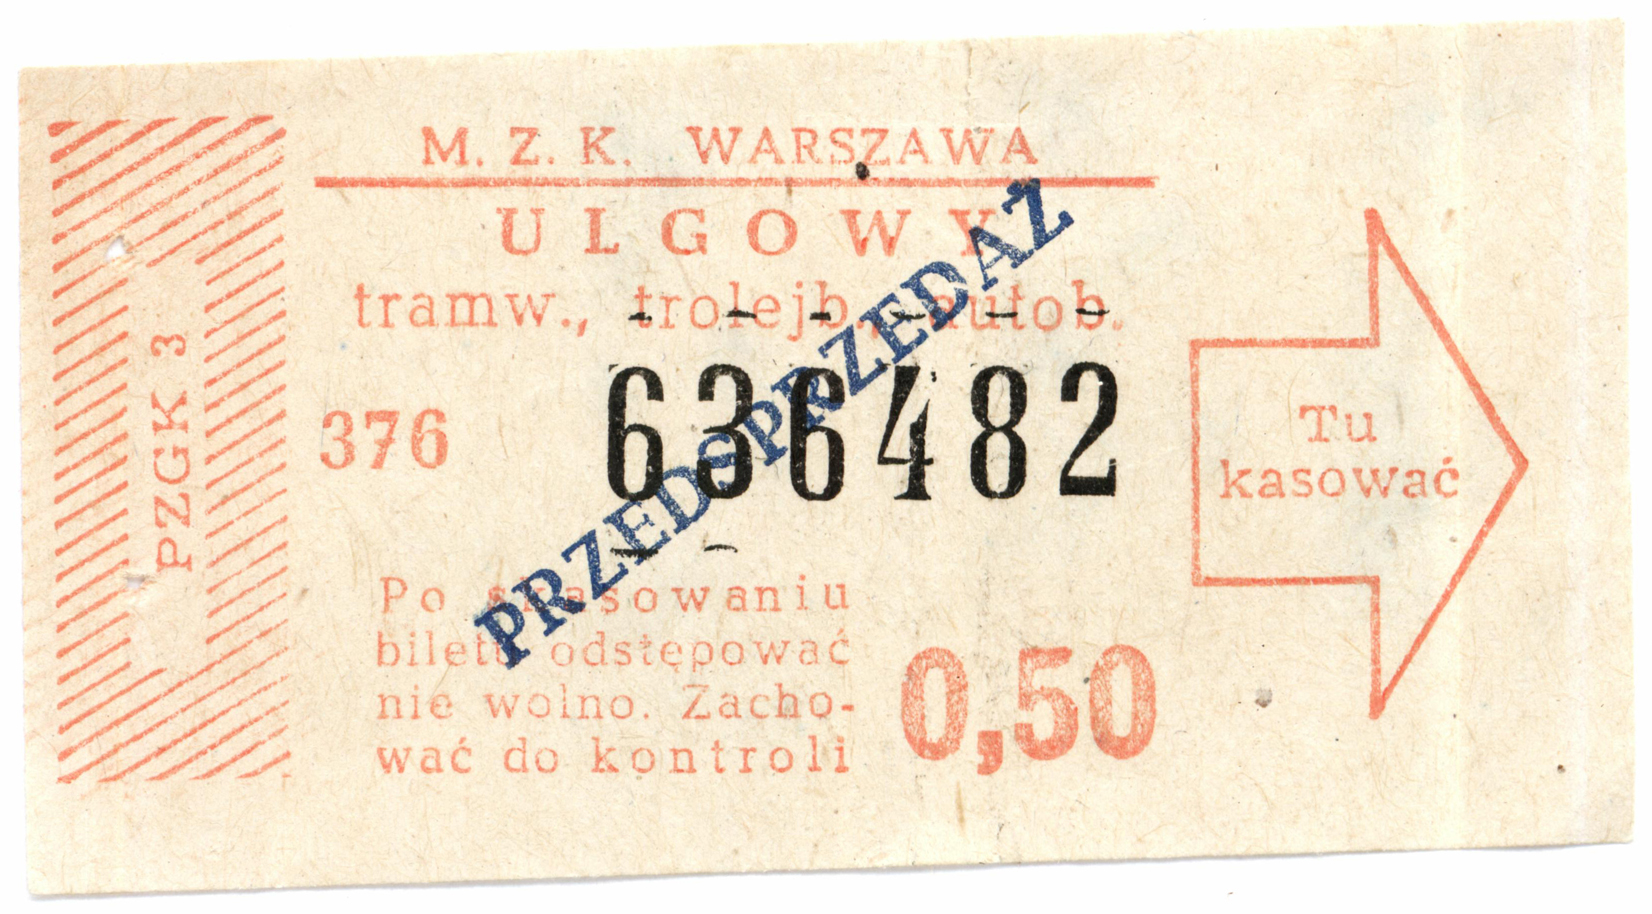 M. Z. K. WARSZAWA
ULGOWY
tramw., trolejb., autob.
PRZEDSPRZEDAŻ
PZGK 3
376 636482
Tu
kasować
Po skasowaniu
biletu odstępować
nie wolno. Zacho-
wać do kontroli
0,50